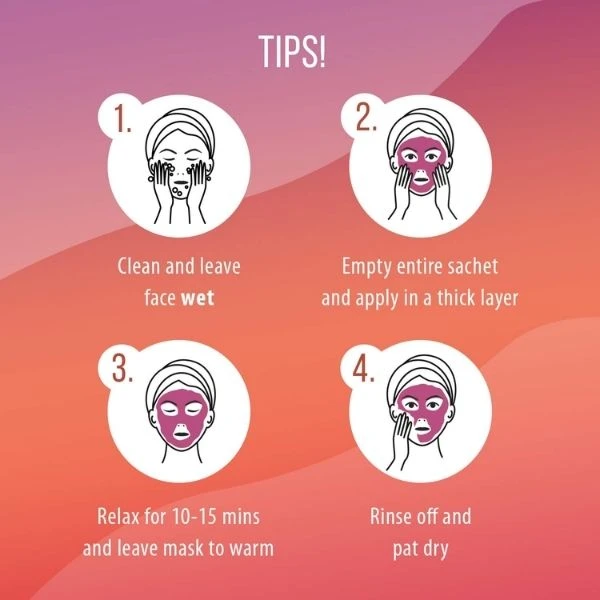 TIPS!
1.
Clean and leave
face wet
2.
Empty entire sachet
and apply in a thick layer
3.
Relax for 10-15 mins
and leave mask to warm
4.
Rinse off and
pat dry